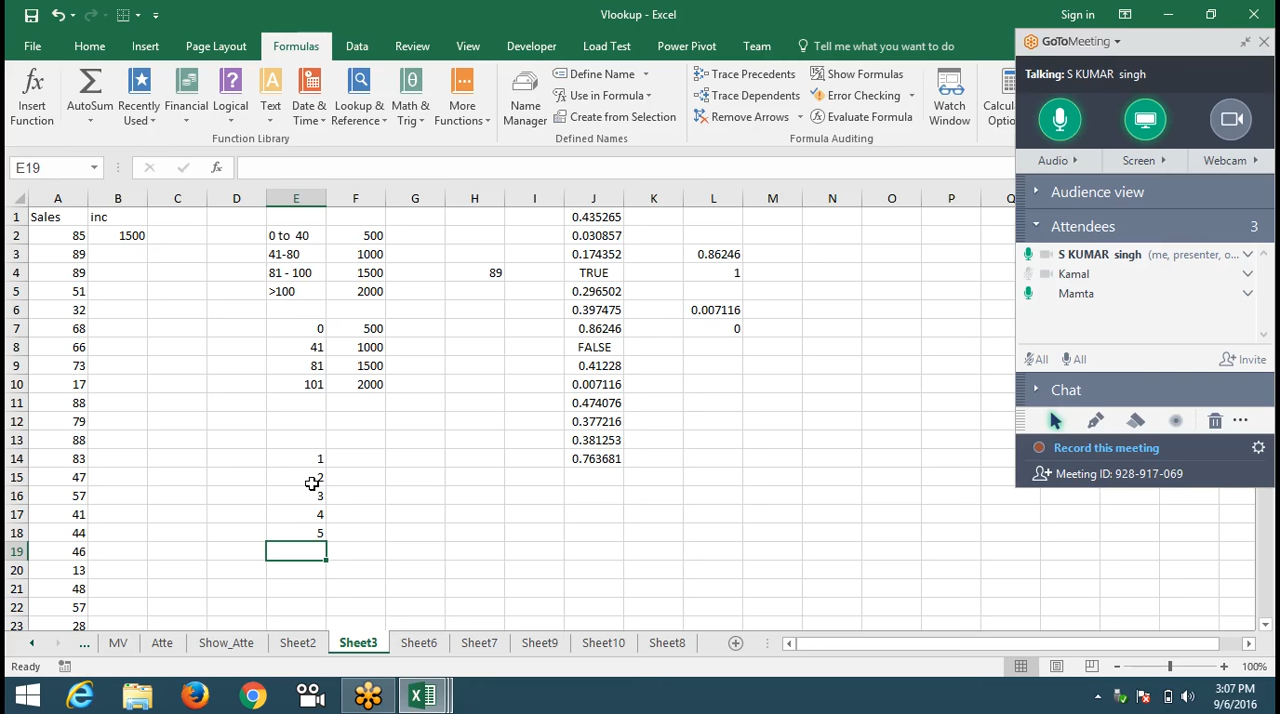 Vlookup - Excel
Sign in
File Home Insert Page Layout Formulas Data Review View Developer Load Test Power Pivot Team Tell me what you want to do
Insert Function
AutoSum
Recently Used
Financial
Logical
Text
Date & Time
Lookup & Reference
Math & Trig
More Functions
Function Library
Name Manager
Define Name
Use in Formula
Create from Selection
Defined Names
Trace Precedents
Trace Dependents
Remove Arrows
Show Formulas
Error Checking
Evaluate Formula
Formula Auditing
Watch Window
E19
fx
A B C D E F G H I J K L M N O P Q
1 Sales inc 0.435265
2 85 1500 0 to 40 500 0.030857
3 89 41-80 1000 0.174352 0.86246
4 89 81 - 100 1500 89 TRUE 1
5 51 >100 2000 0.296502
6 32 0.397475 0.007116
7 68 0 500 0.86246 0
8 66 41 1000 FALSE
9 73 81 1500 0.41228
10 17 101 2000 0.007116
11 88 0.474076
12 79 0.377216
13 88 0.381253
14 83 1 0.763681
15 47 2
16 57 3
17 41 4
18 44 5
19 46
20 13
21 48
22 57
23 28
... MV Atte Show_Atte Sheet2 Sheet3 Sheet6 Sheet7 Sheet9 Sheet10 Sheet8
Ready
100%
GoToMeeting
Talking: S KUMAR singh
Audio Screen Webcam
Audience view
Attendees 3
S KUMAR singh (me, presenter, o...
Kamal
Mamta
All All Invite
Chat
Record this meeting
Meeting ID: 928-917-069
3:07 PM
9/6/2016